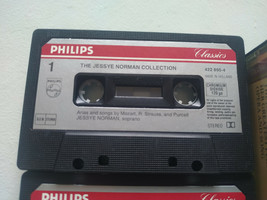 PHILIPS
Classics
1
THE JESSYE NORMAN COLLECTION
Arias and songs by Mozart, R. Strauss, and Purcell
JESSYE NORMAN, soprano
STEREO
PHILIPS
Classics